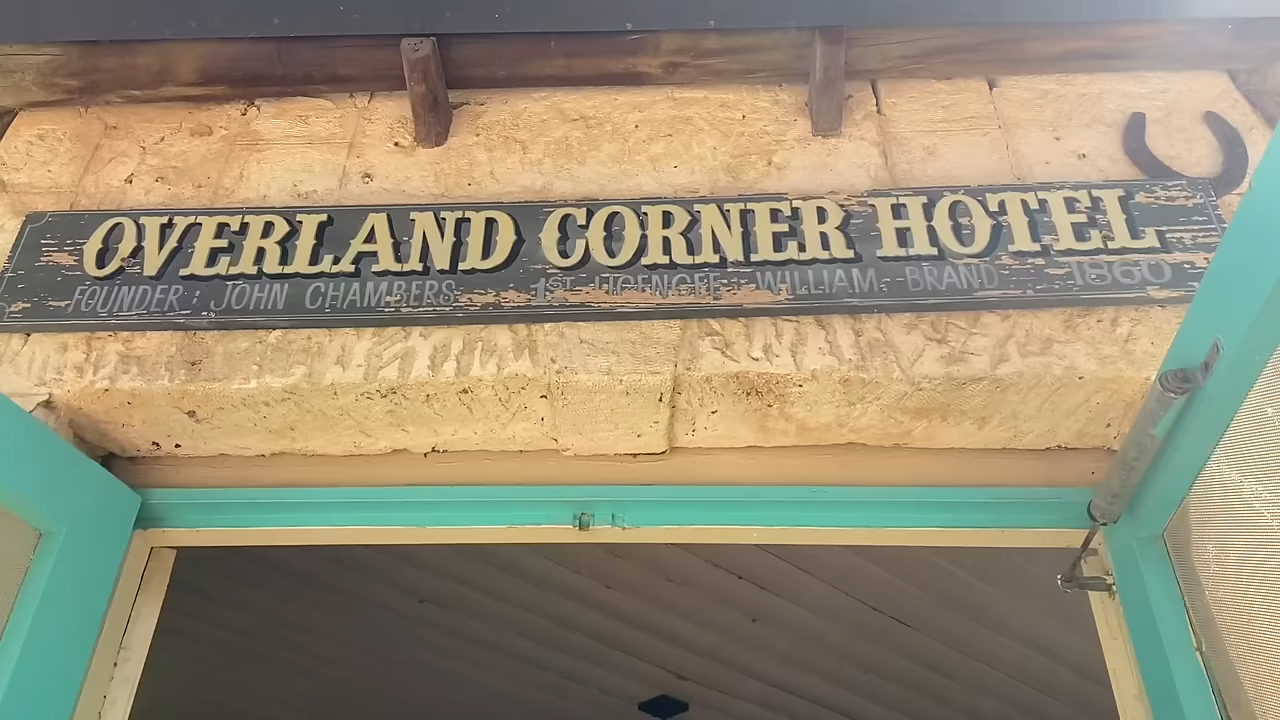 OVERLAND CORNER HOTEL
FOUNDER: JOHN CHAMBERS 1ST LICENCEE WILLIAM BRAND 1860